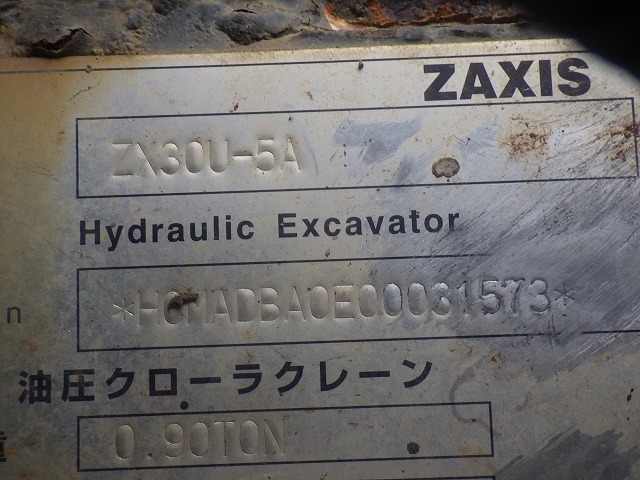 ZAXIS
ZX30U-5A
Hydraulic Excavator
n
*HCMADBA0E00031573*
油圧クローラクレーン
0.90TON